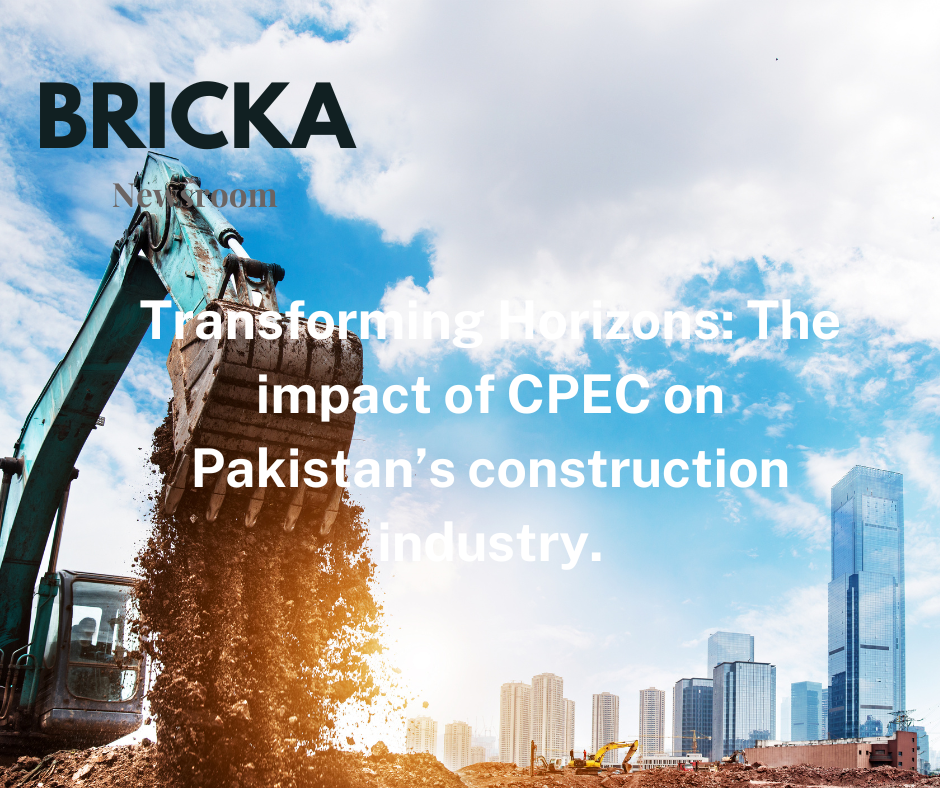 BRICKA
Newsroom
Transforming Horizons: The
impact of CPEC on
Pakistan’s construction
industry.